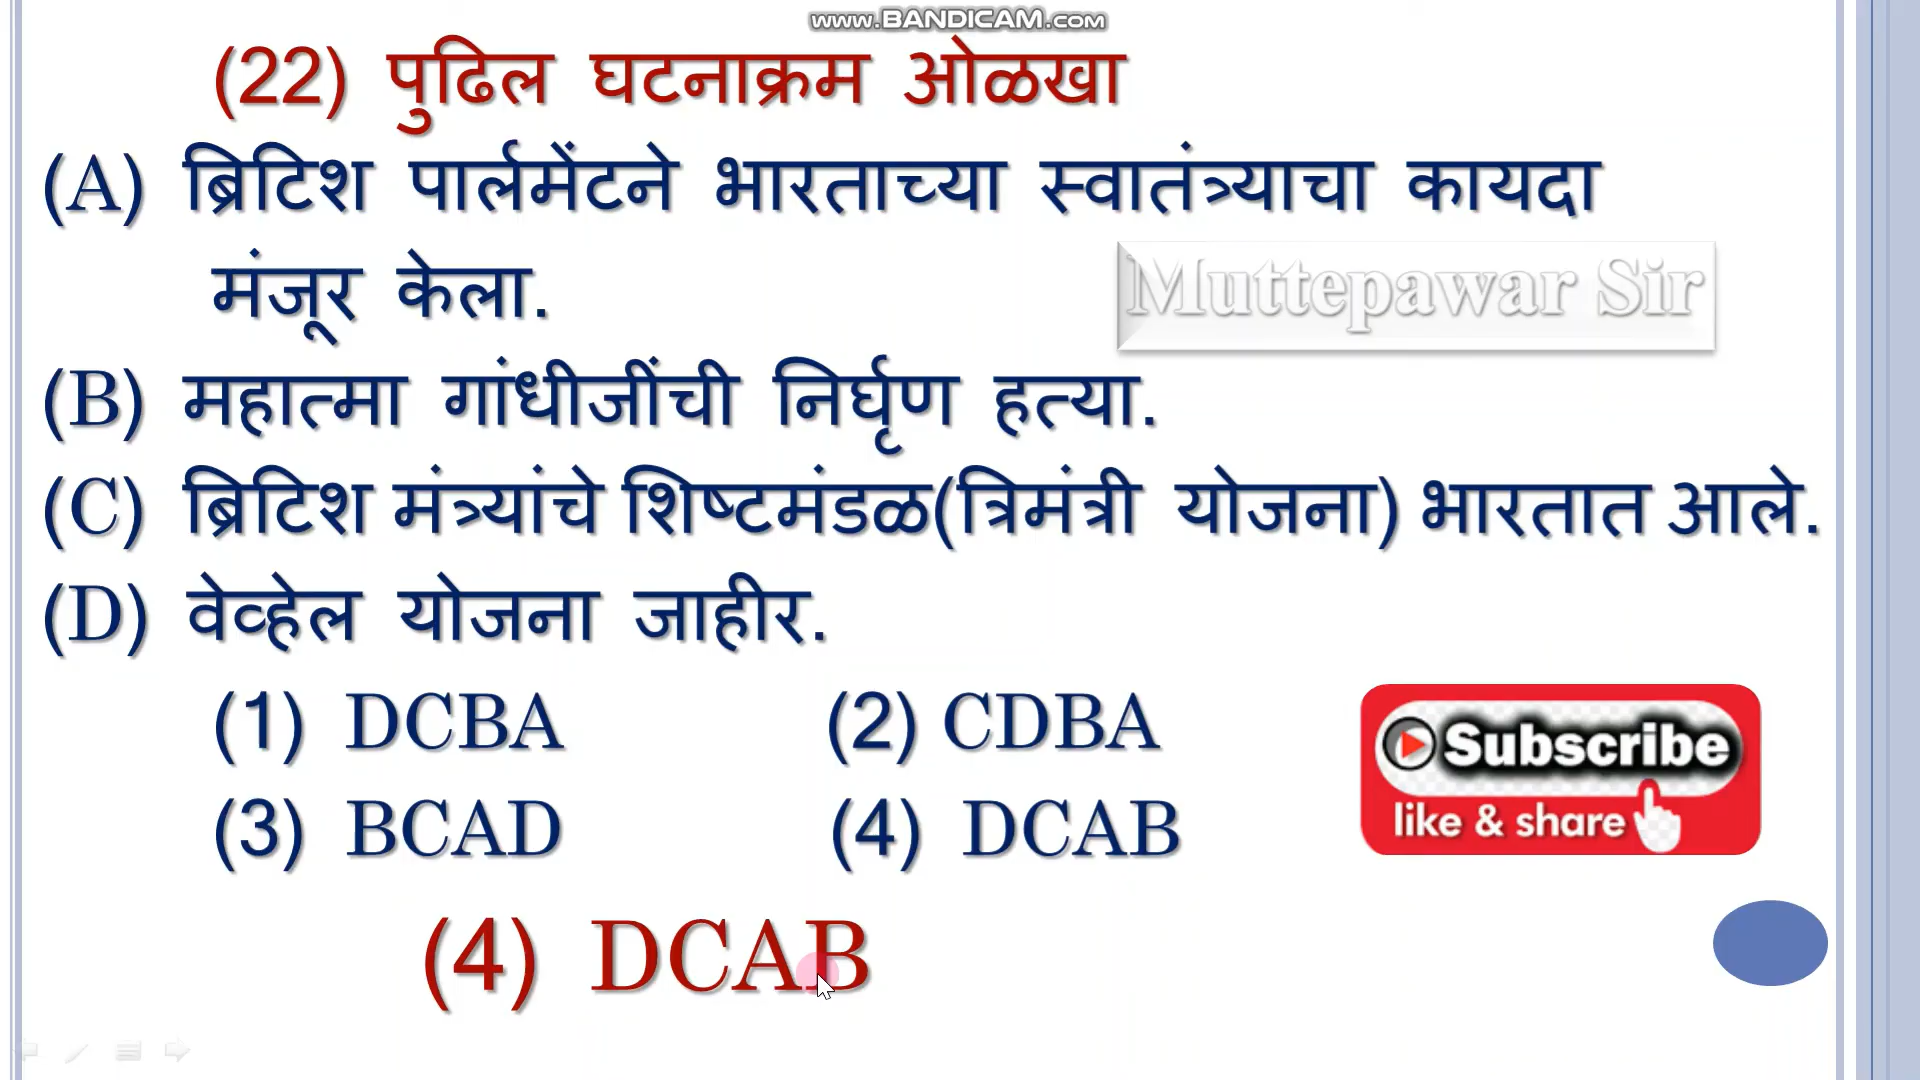 www.BANDICAM.com
(22) पुढिल घटनाक्रम ओळखा
(A) ब्रिटिश पार्लमेंटने भारताच्या स्वातंत्र्याचा कायदा
मंजूर केला.
Muttepawar Sir
(B) महात्मा गांधीजींची निर्घृण हत्या.
(C) ब्रिटिश मंत्र्यांचे शिष्टमंडळ(त्रिमंत्री योजना) भारतात आले.
(D) वेव्हेल योजना जाहीर.
(1) DCBA (2) CDBA
(3) BCAD (4) DCAB
Subscribe
like & share
(4) DCAB